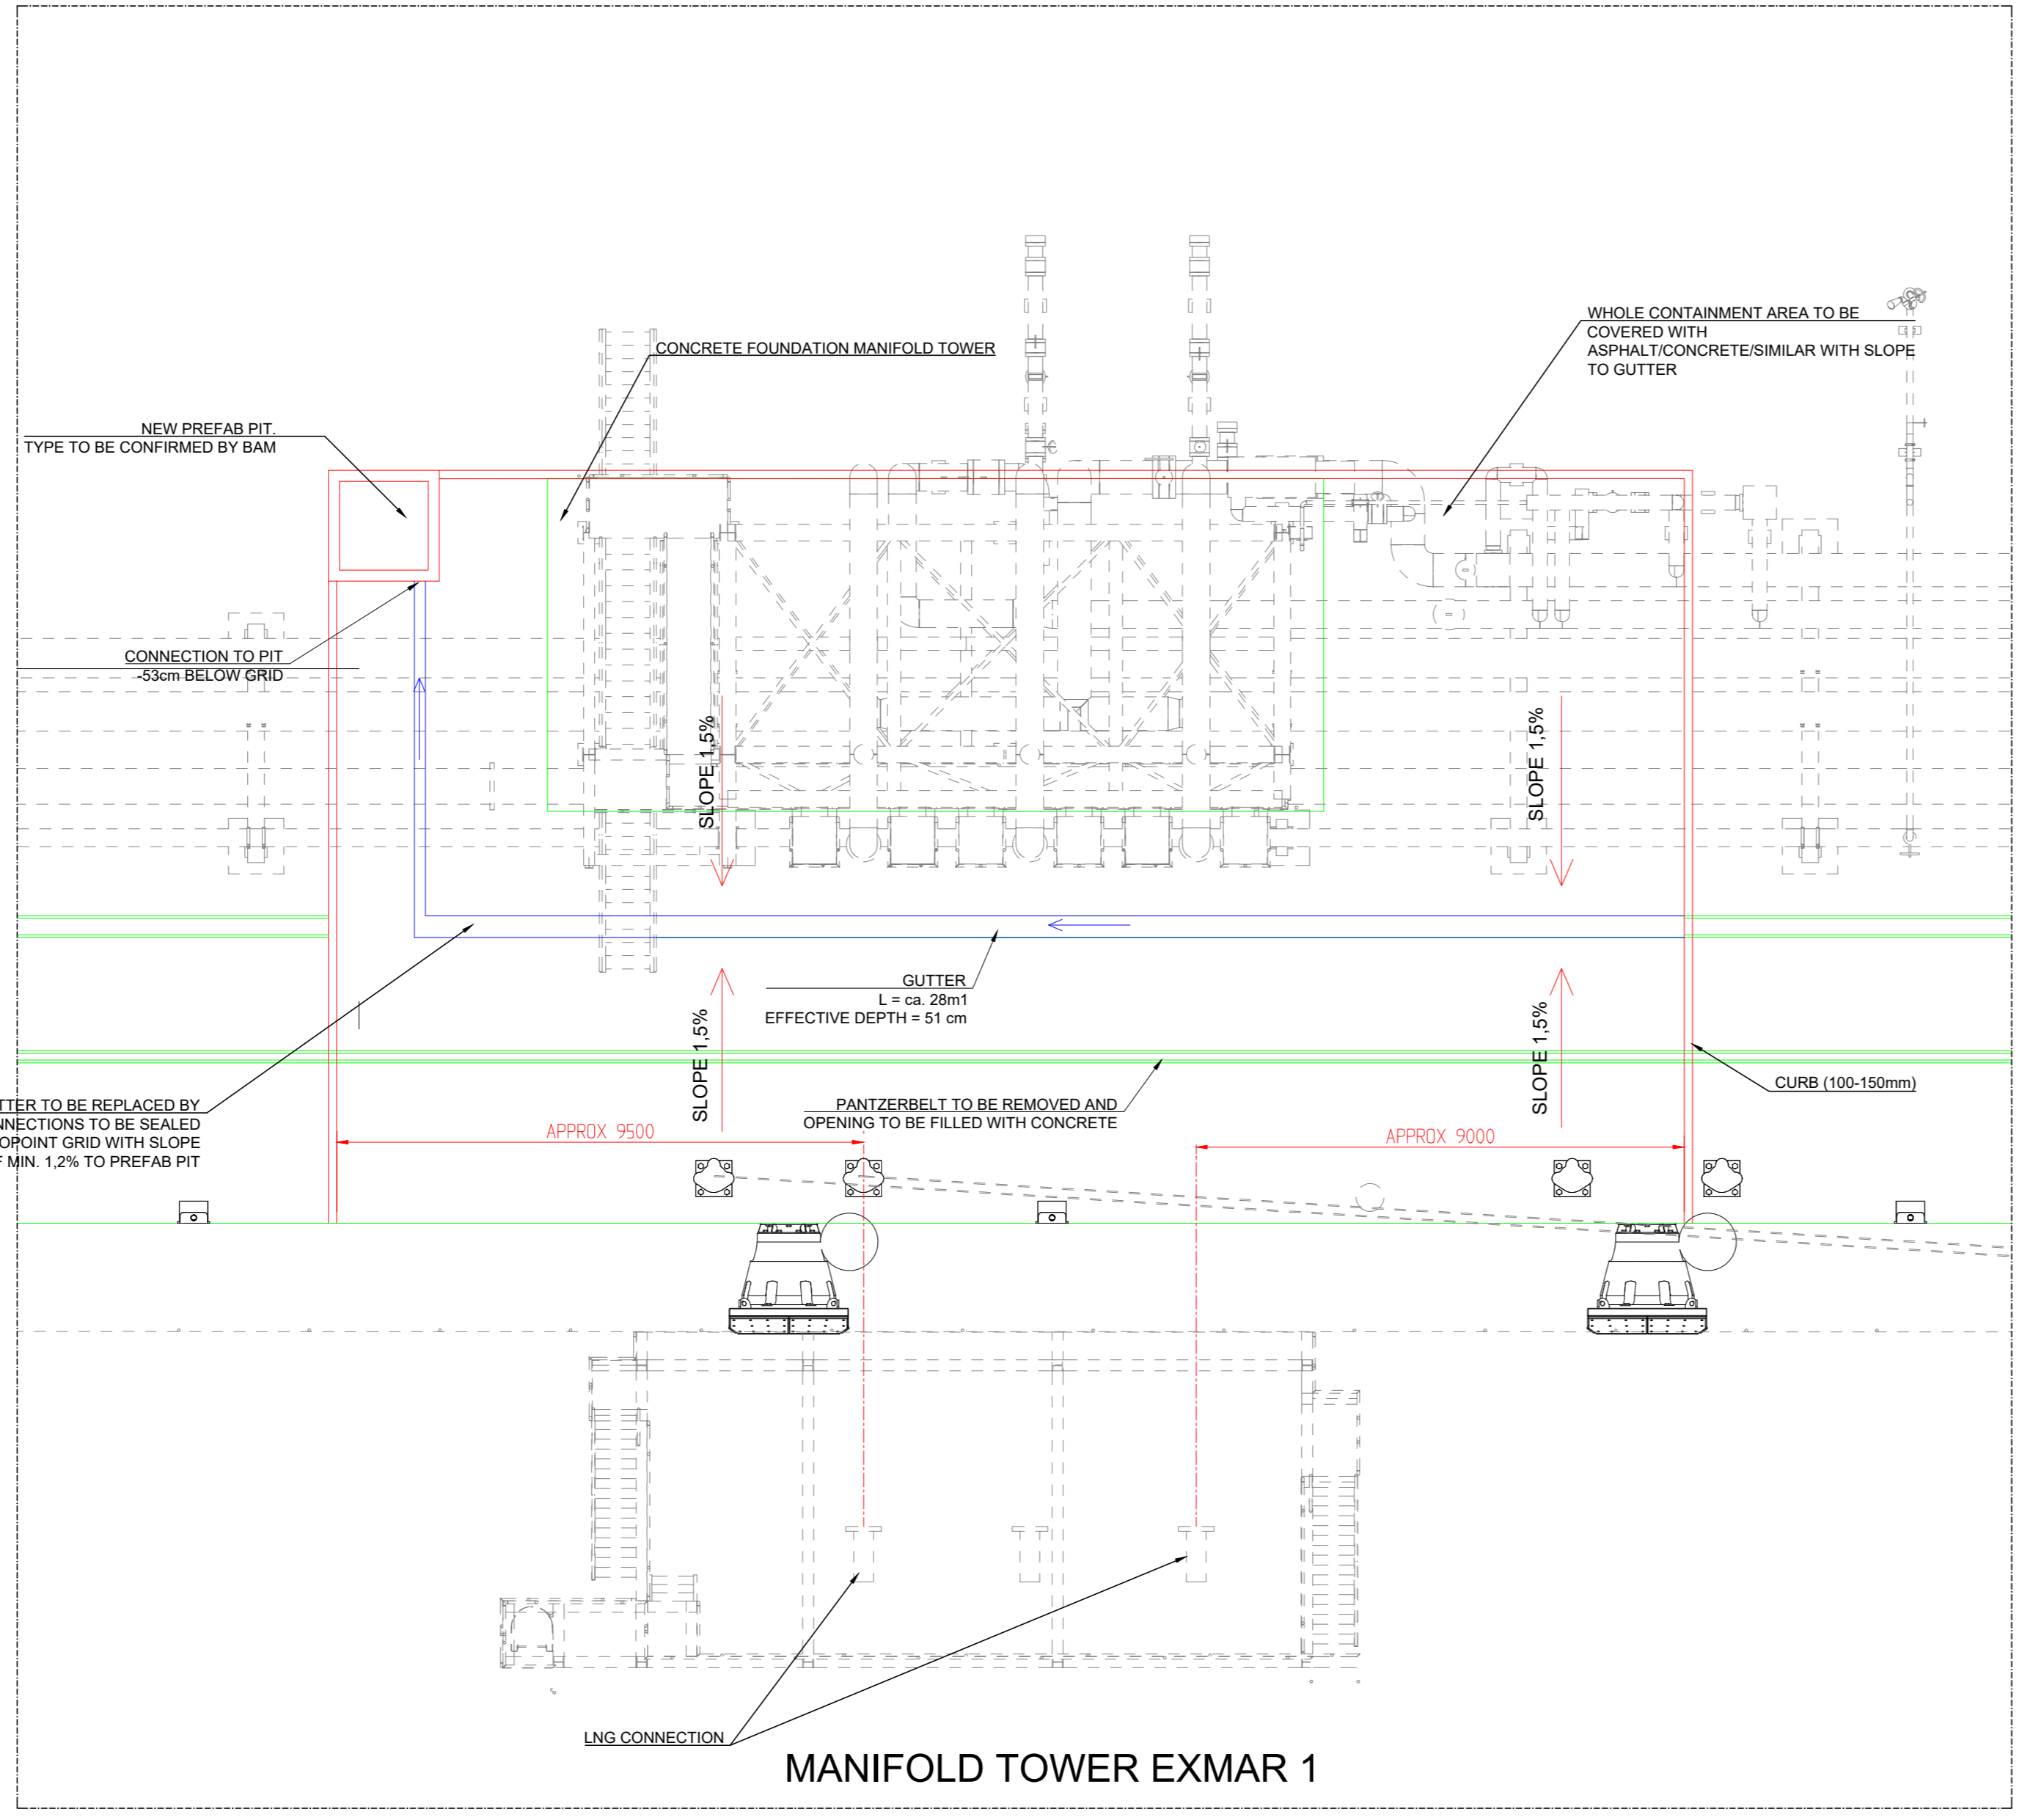 WHOLE CONTAINMENT AREA TO BE
COVERED WITH
ASPHALT/CONCRETE/SIMILAR WITH SLOPE
TO GUTTER
CONCRETE FOUNDATION MANIFOLD TOWER
NEW PREFAB PIT.
TYPE TO BE CONFIRMED BY BAM
CONNECTION TO PIT
-53cm BELOW GRID
SLOPE 1,5%
SLOPE 1,5%
GUTTER
L = ca. 28m1
EFFECTIVE DEPTH = 51 cm
SLOPE 1,5%
SLOPE 1,5%
CURB (100-150mm)
TO BE REPLACED BY
TO BE SEALED
GRID WITH SLOPE
MIN. 1,2% TO PREFAB PIT
PANTZERBELT TO BE REMOVED AND
OPENING TO BE FILLED WITH CONCRETE
APPROX 9500
APPROX 9000
LNG CONNECTION
MANIFOLD TOWER EXMAR 1